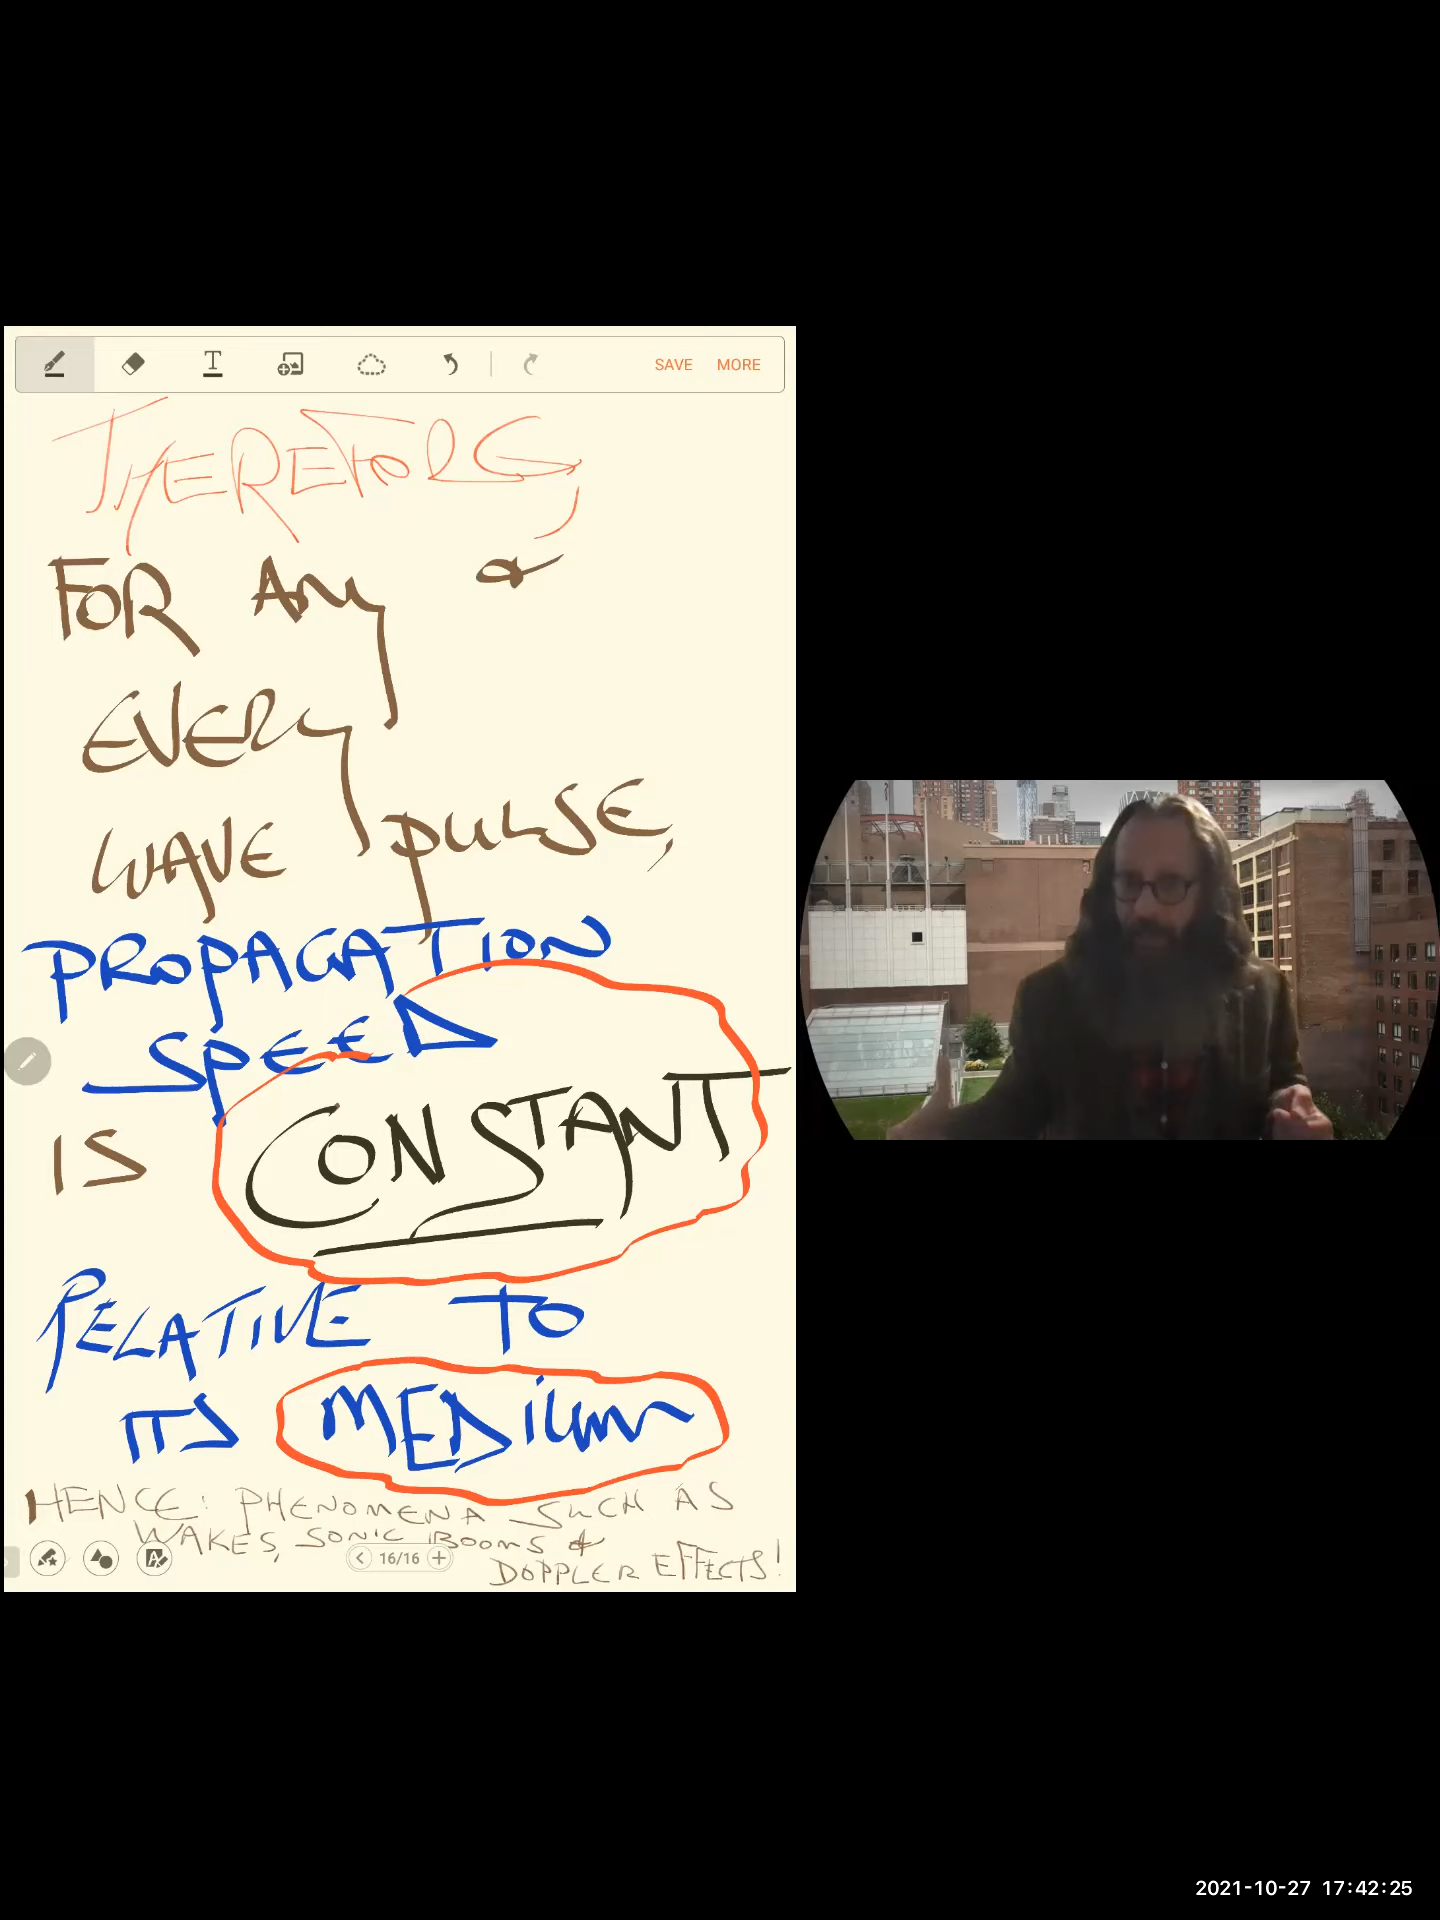 SAVE MORE
THEREFORE,
FOR ANY &
EVERY
WAVE PULSE,
PROPAGATION
SPEED
IS CONSTANT
RELATIVE TO
ITS MEDIUM
HENCE: PHENOMENA SUCH AS
WAKES, SONIC BOOMS &
DOPPLER EFFECTS!
16/16
2021-10-27 17:42:25